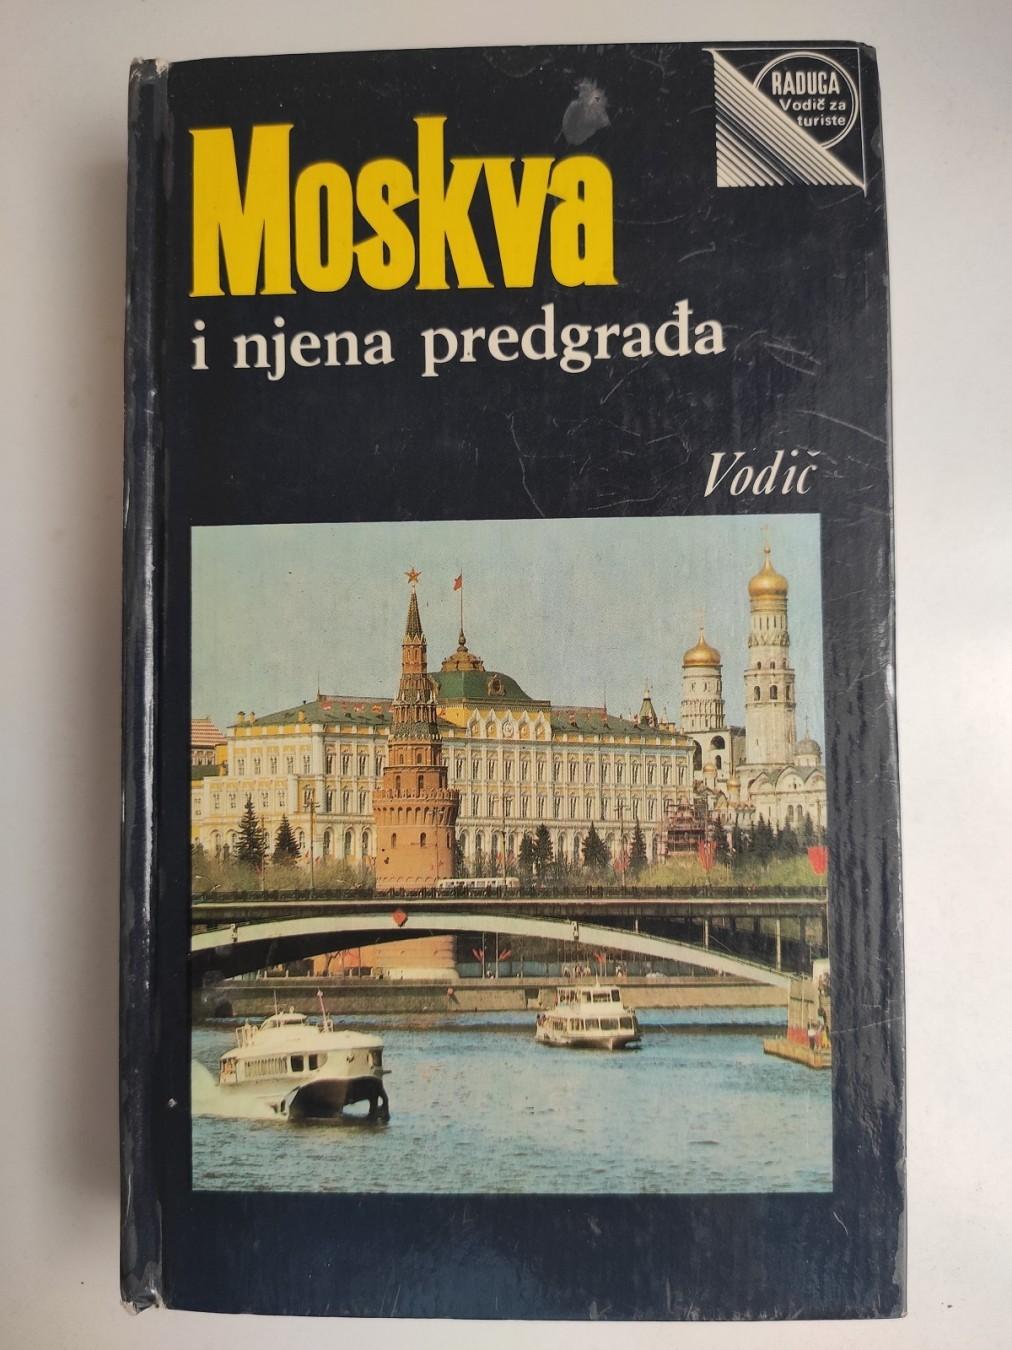 RADUGA
Vodič za
turiste
Moskva
i njena predgrađa
Vodič